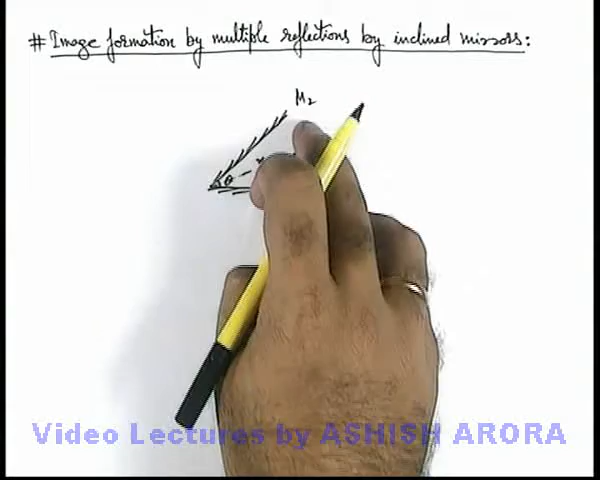 # Image formation by multiple reflections by inclined mirrors:
M₂
θ
Video Lectures by ASHISH ARORA